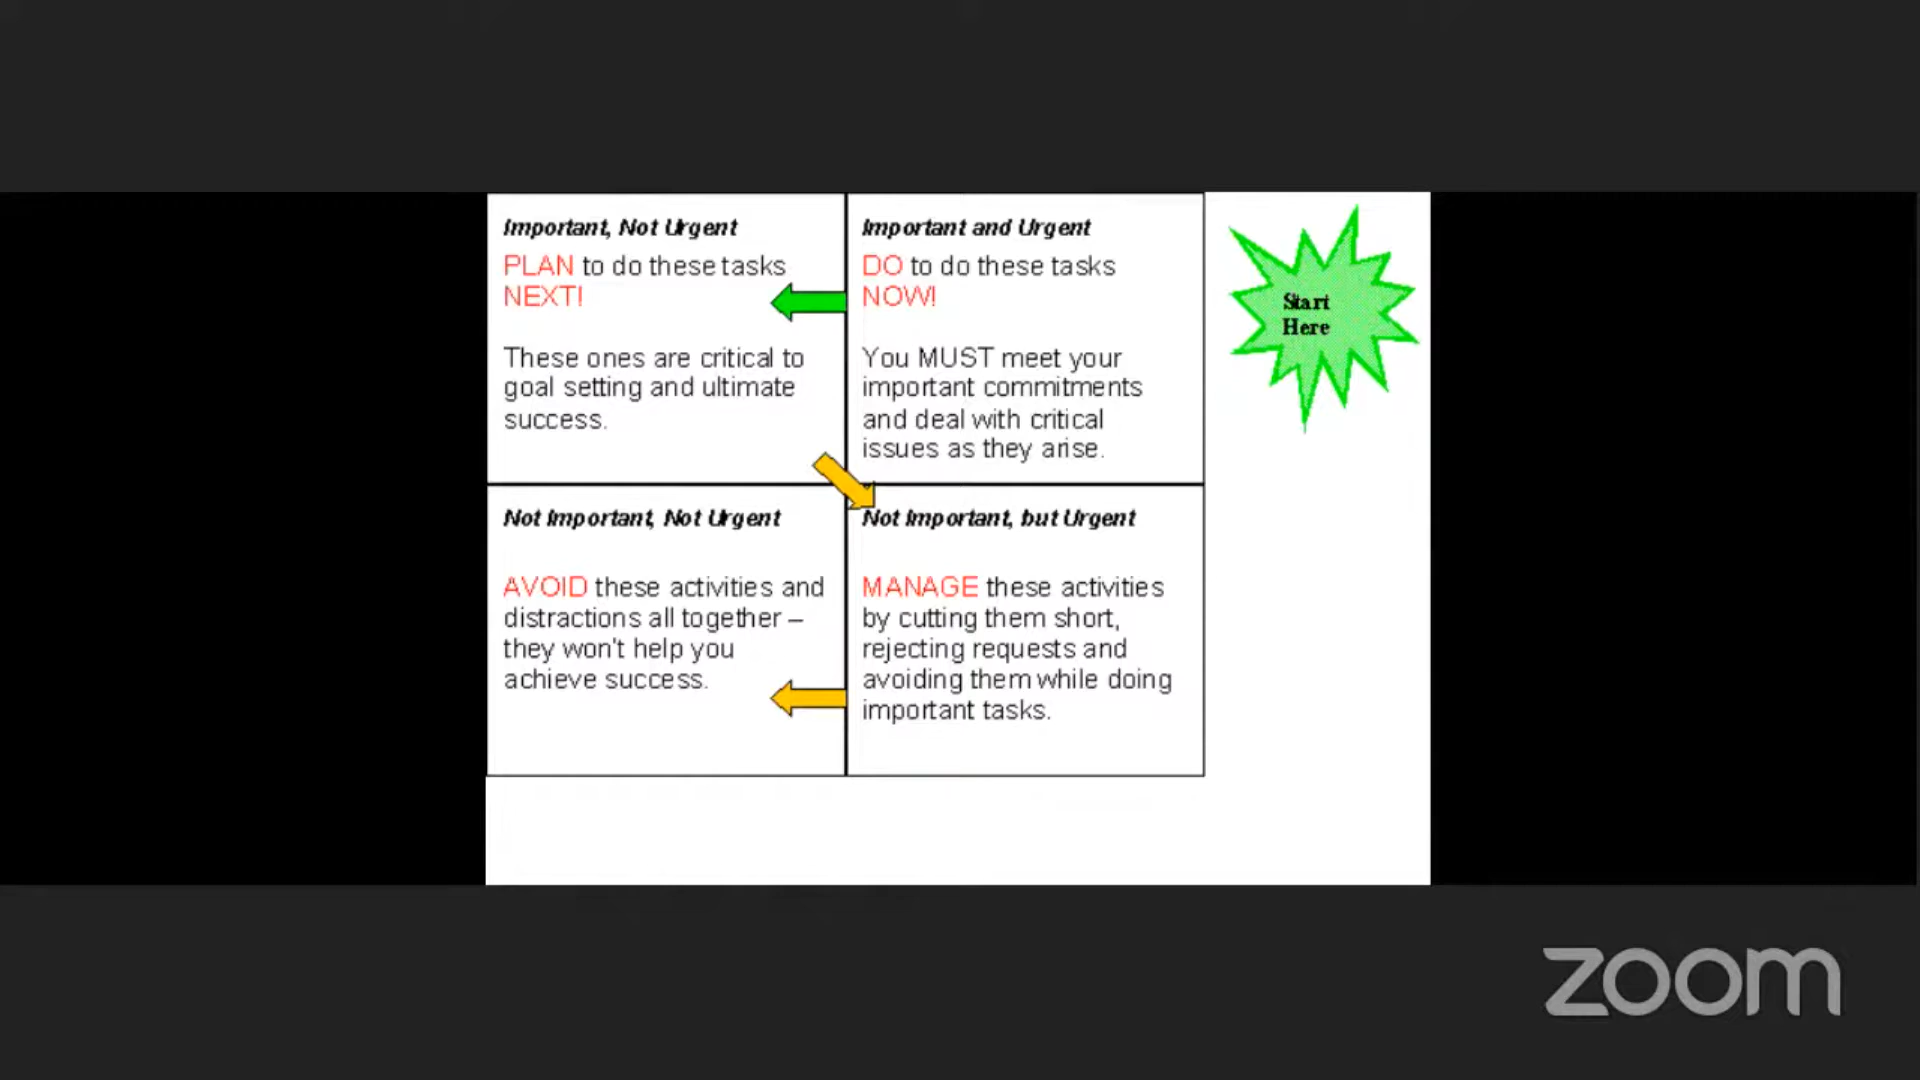 Important, Not Urgent
PLAN to do these tasks
NEXT!
These ones are critical to
goal setting and ultimate
success.
Important and Urgent
DO to do these tasks
NOW!
You MUST meet your
important commitments
and deal with critical
issues as they arise.
Start
Here
Not Important, Not Urgent
AVOID these activities and
distractions all together –
they won't help you
achieve success.
Not Important, but Urgent
MANAGE these activities
by cutting them short,
rejecting requests and
avoiding them while doing
important tasks.
zoom